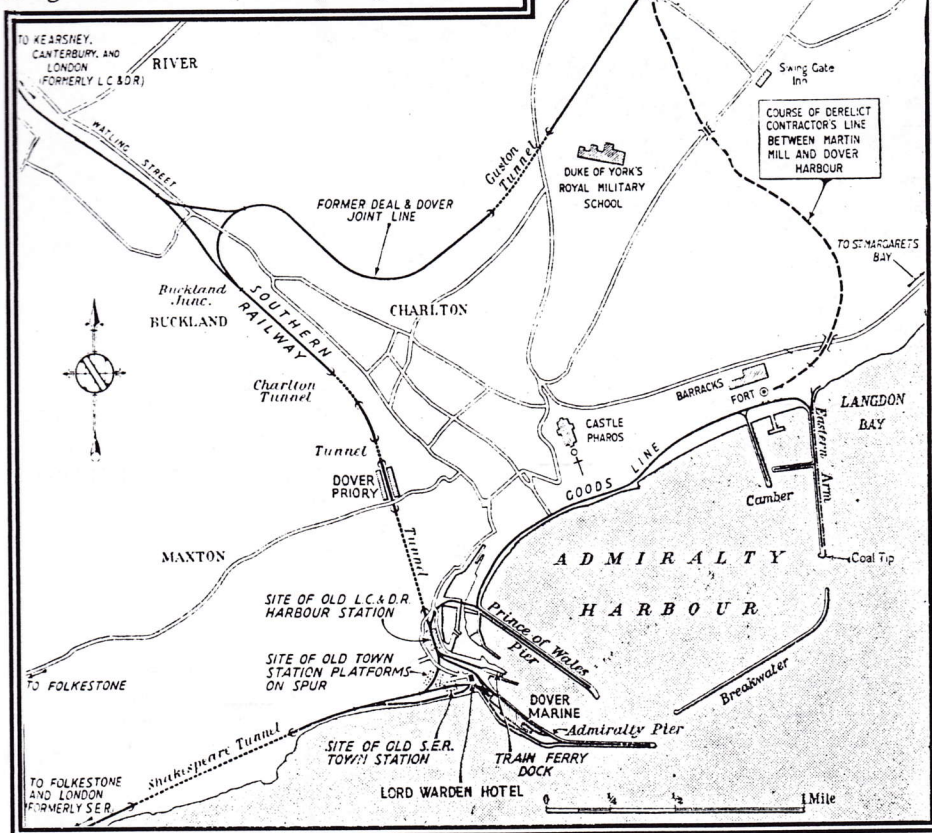 TO KEARSNEY,
CANTERBURY, AND
LONDON
(FORMERLY L.C.& D.R)
RIVER
WATLING STREET
Swing Gate
Inn
COURSE OF DERELICT
CONTRACTOR'S LINE
BETWEEN MARTIN
MILL AND DOVER
HARBOUR
Guston
Tunnel
DUKE OF YORK'S
ROYAL MILITARY
SCHOOL
FORMER DEAL & DOVER
JOINT LINE
TO ST MARGARETS
BAY
Buckland
Junc.
BUCKLAND
SOUTHERN
RAILWAY
CHARLTON
Charlton
Tunnel
BARRACKS
FORT
LANGDON
BAY
CASTLE
PHAROS
Tunnel
DOVER
PRIORY
GOODS LINE
Eastern Arm
Camber
Tunnel
MAXTON
ADMIRALTY
HARBOUR
Coal Tip
SITE OF OLD L.C.& D.R.
HARBOUR STATION
Prince of Wales
Pier
SITE OF OLD TOWN
STATION PLATFORMS
ON SPUR
TO FOLKESTONE
Breakwater
DOVER
MARINE
Admiralty Pier
Shakespeare Tunnel
SITE OF OLD S.E.R.
TOWN STATION
TRAIN FERRY
DOCK
LORD WARDEN HOTEL
TO FOLKESTONE
AND LONDON
(FORMERLY S.E.R.
0 ¼ ½ 1 Mile